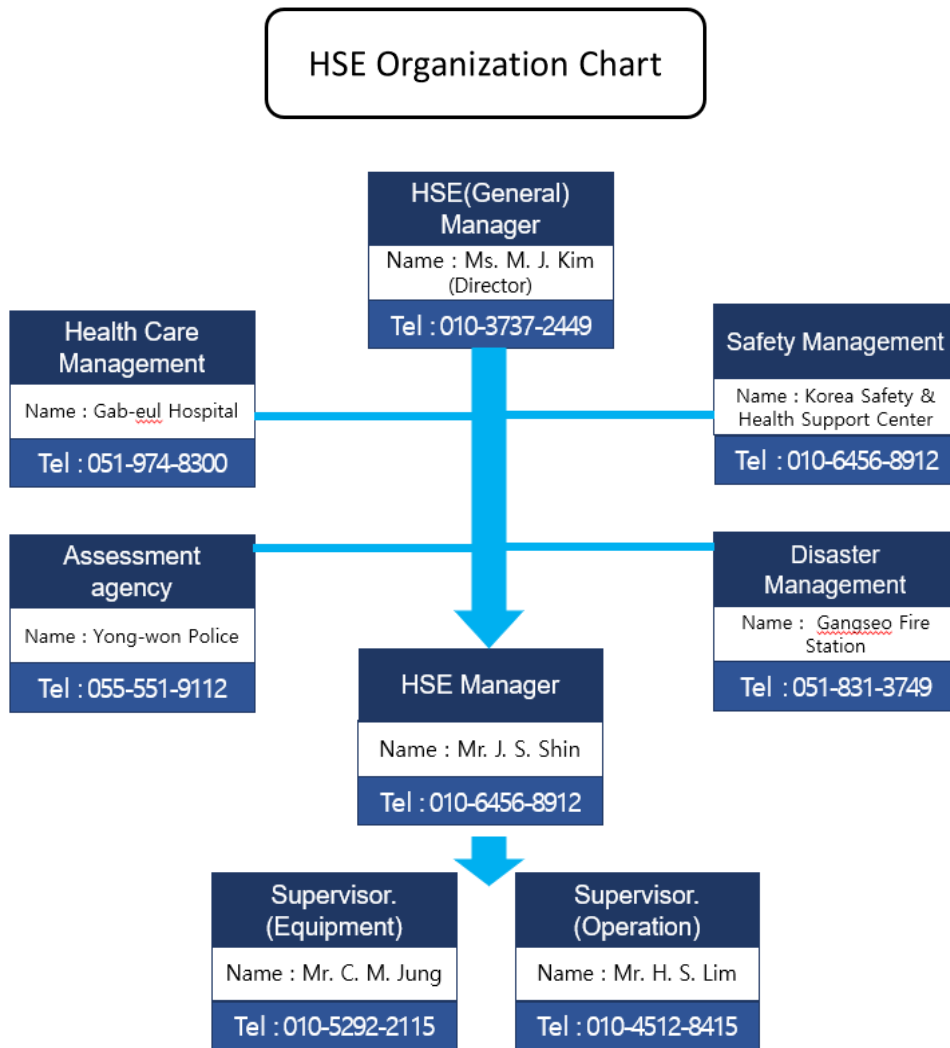 HSE Organization Chart
HSE(General)
Manager
Name : Ms. M. J. Kim
(Director)
Tel : 010-3737-2449
Health Care
Management
Name : Gab-eul Hospital
Tel : 051-974-8300
Safety Management
Name : Korea Safety &
Health Support Center
Tel : 010-6456-8912
Assessment
agency
Name : Yong-won Police
Tel : 055-551-9112
Disaster
Management
Name : Gangseo Fire
Station
Tel : 051-831-3749
HSE Manager
Name : Mr. J. S. Shin
Tel : 010-6456-8912
Supervisor.
(Equipment)
Name : Mr. C. M. Jung
Tel : 010-5292-2115
Supervisor.
(Operation)
Name : Mr. H. S. Lim
Tel : 010-4512-8415